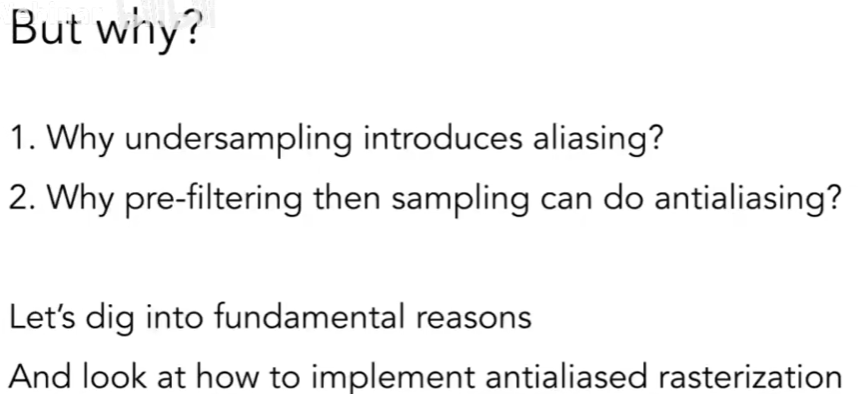 But why?
1. Why undersampling introduces aliasing?
2. Why pre-filtering then sampling can do antialiasing?
Let's dig into fundamental reasons
And look at how to implement antialiased rasterization